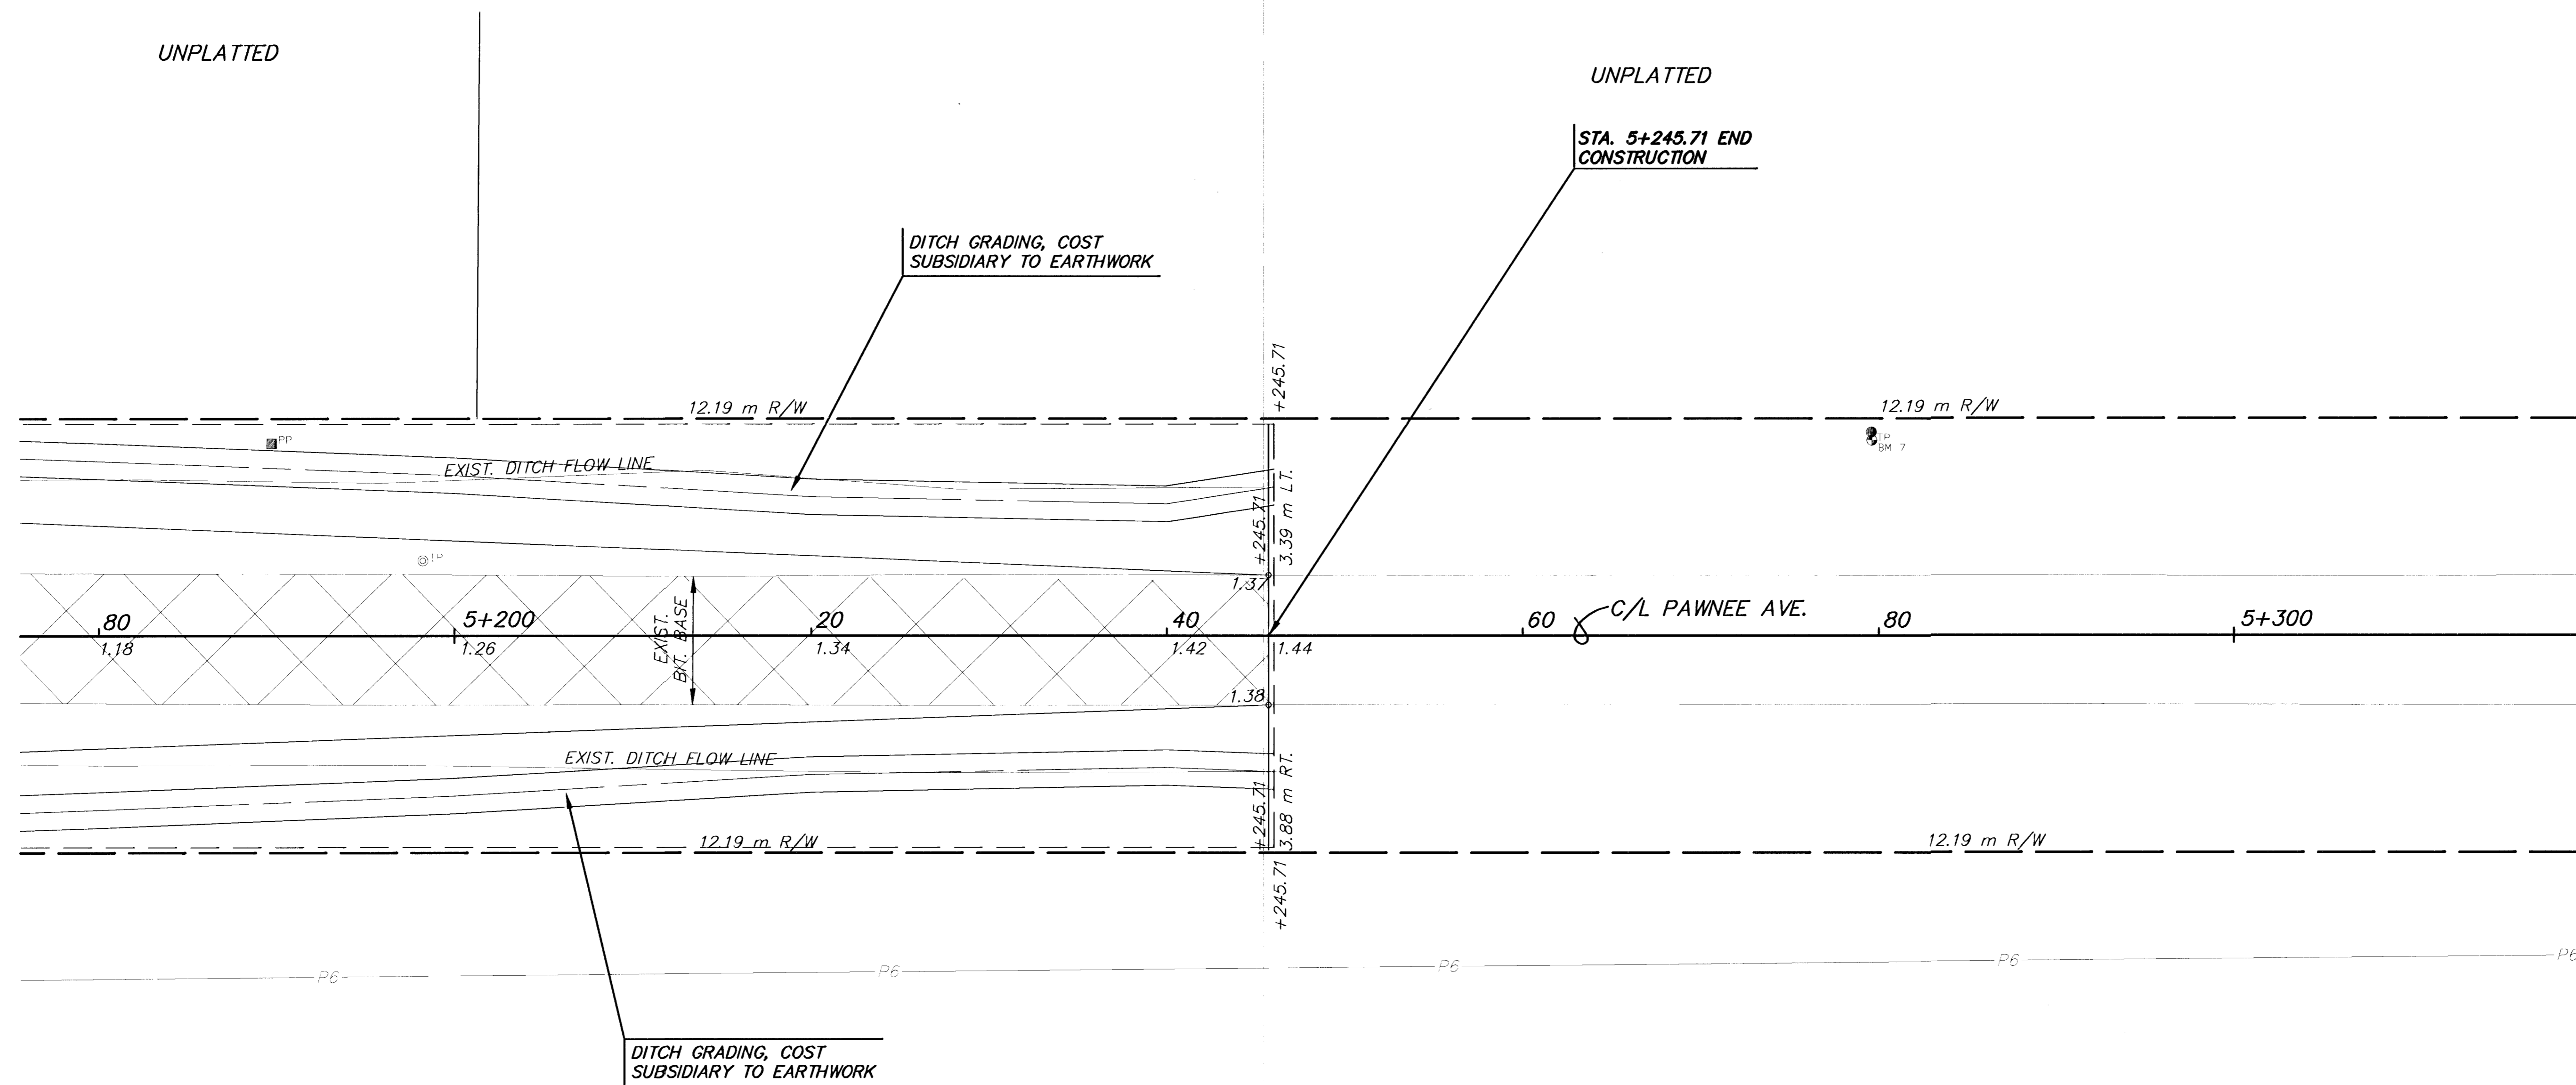 UNPLATTED
UNPLATTED
STA. 5+245.71 END
CONSTRUCTION
DITCH GRADING, COST
SUBSIDIARY TO EARTHWORK
+245.71
12.19 m R/W
12.19 m R/W
PP
TP
BM 7
EXIST. DITCH FLOW LINE
+245.71
3.39 m LT.
1.37
80
5+200
20
40
60
C/L PAWNEE AVE.
80
5+300
1.18
1.26
EXIST.
BIT. BASE
1.34
1.42
1.44
1.38
EXIST. DITCH FLOW LINE
+245.71
3.88 m RT.
12.19 m R/W
12.19 m R/W
+245.71
P6
P6
P6
P6
P6
DITCH GRADING, COST
SUBSIDIARY TO EARTHWORK